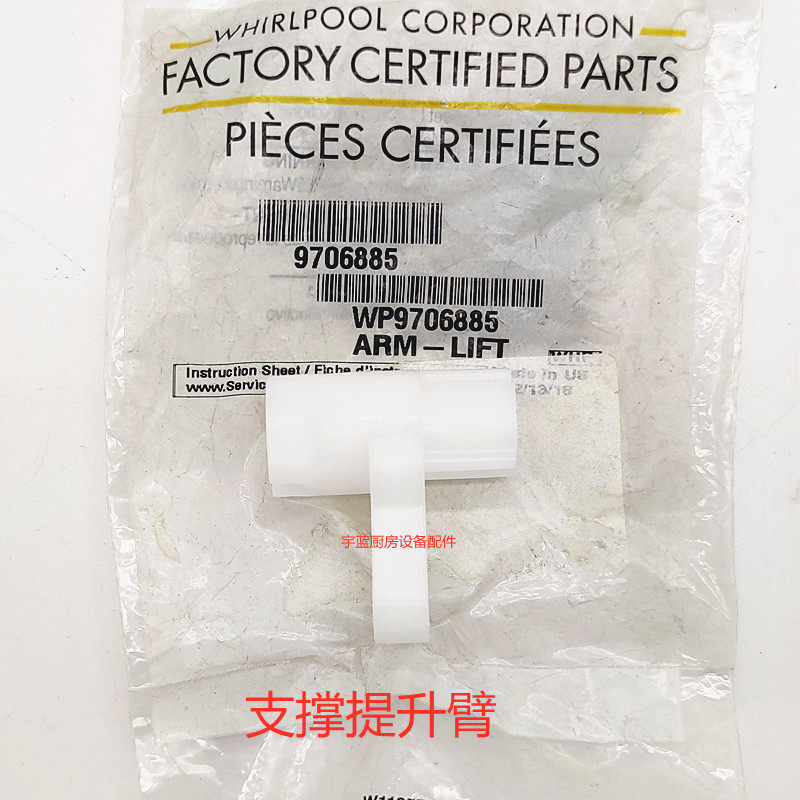 WHIRLPOOL CORPORATION
FACTORY CERTIFIED PARTS
PIÈCES CERTIFIÉES
9706885
WP9706885
ARM-LIFT
Instruction Sheet / Fiche
www.Servic
宇蓝厨房设备配件
支撑提升臂